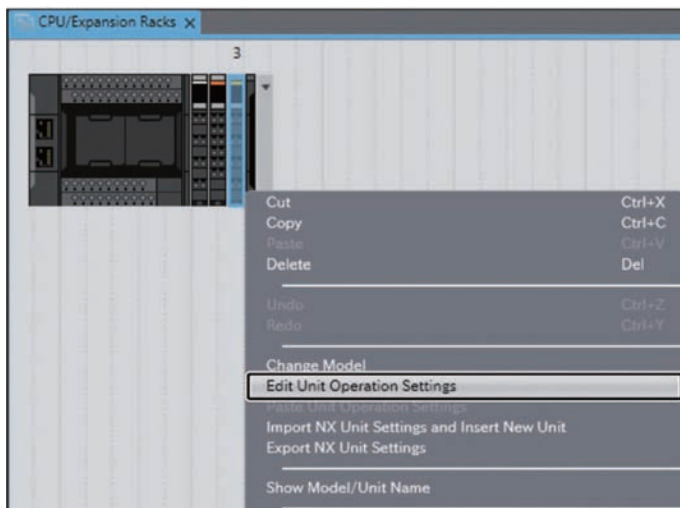 CPU/Expansion Racks ×
3
Cut Ctrl+X
Copy Ctrl+C
Paste Ctrl+V
Delete Del
Undo Ctrl+Z
Redo Ctrl+Y
Change Model
Edit Unit Operation Settings
Paste Unit Operation Settings
Import NX Unit Settings and Insert New Unit
Export NX Unit Settings
Show Model/Unit Name